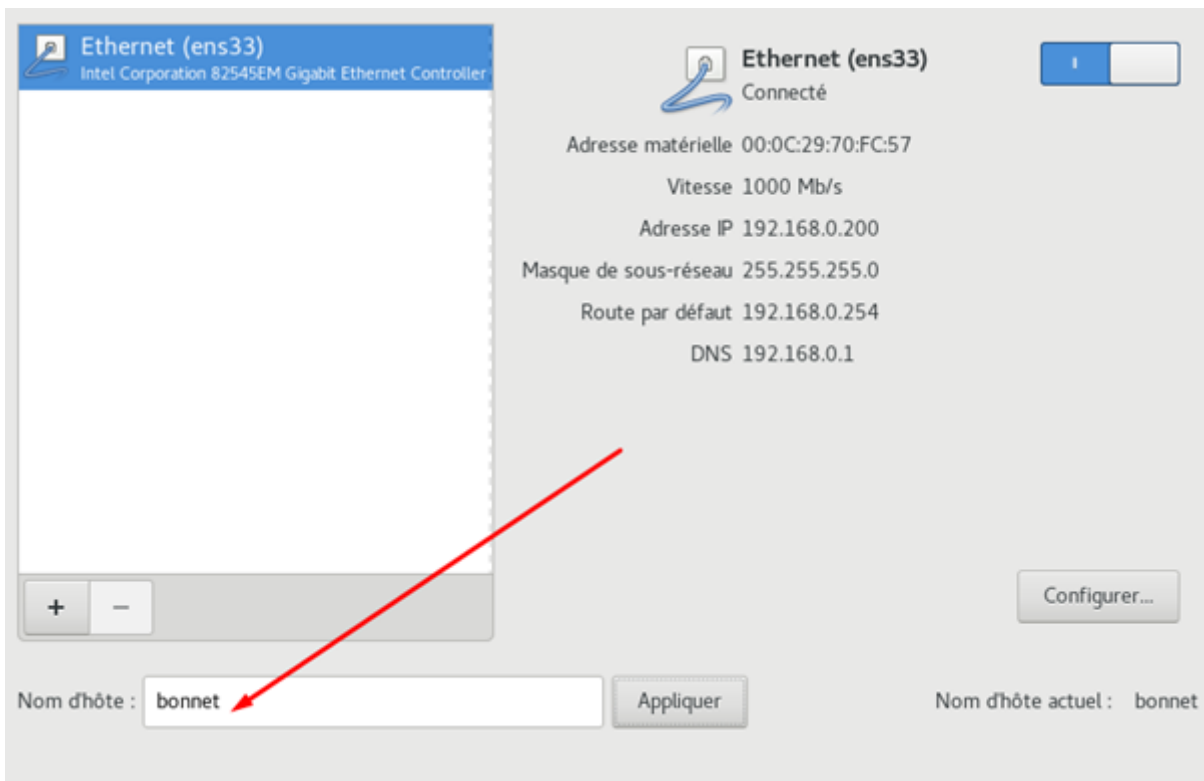 Ethernet (ens33)
Intel Corporation 82545EM Gigabit Ethernet Controller
Ethernet (ens33)
Connecté
Adresse matérielle 00:0C:29:70:FC:57
Vitesse 1000 Mb/s
Adresse IP 192.168.0.200
Masque de sous-réseau 255.255.255.0
Route par défaut 192.168.0.254
DNS 192.168.0.1
+ −
Configurer...
Nom d'hôte : bonnet Appliquer Nom d'hôte actuel : bonnet